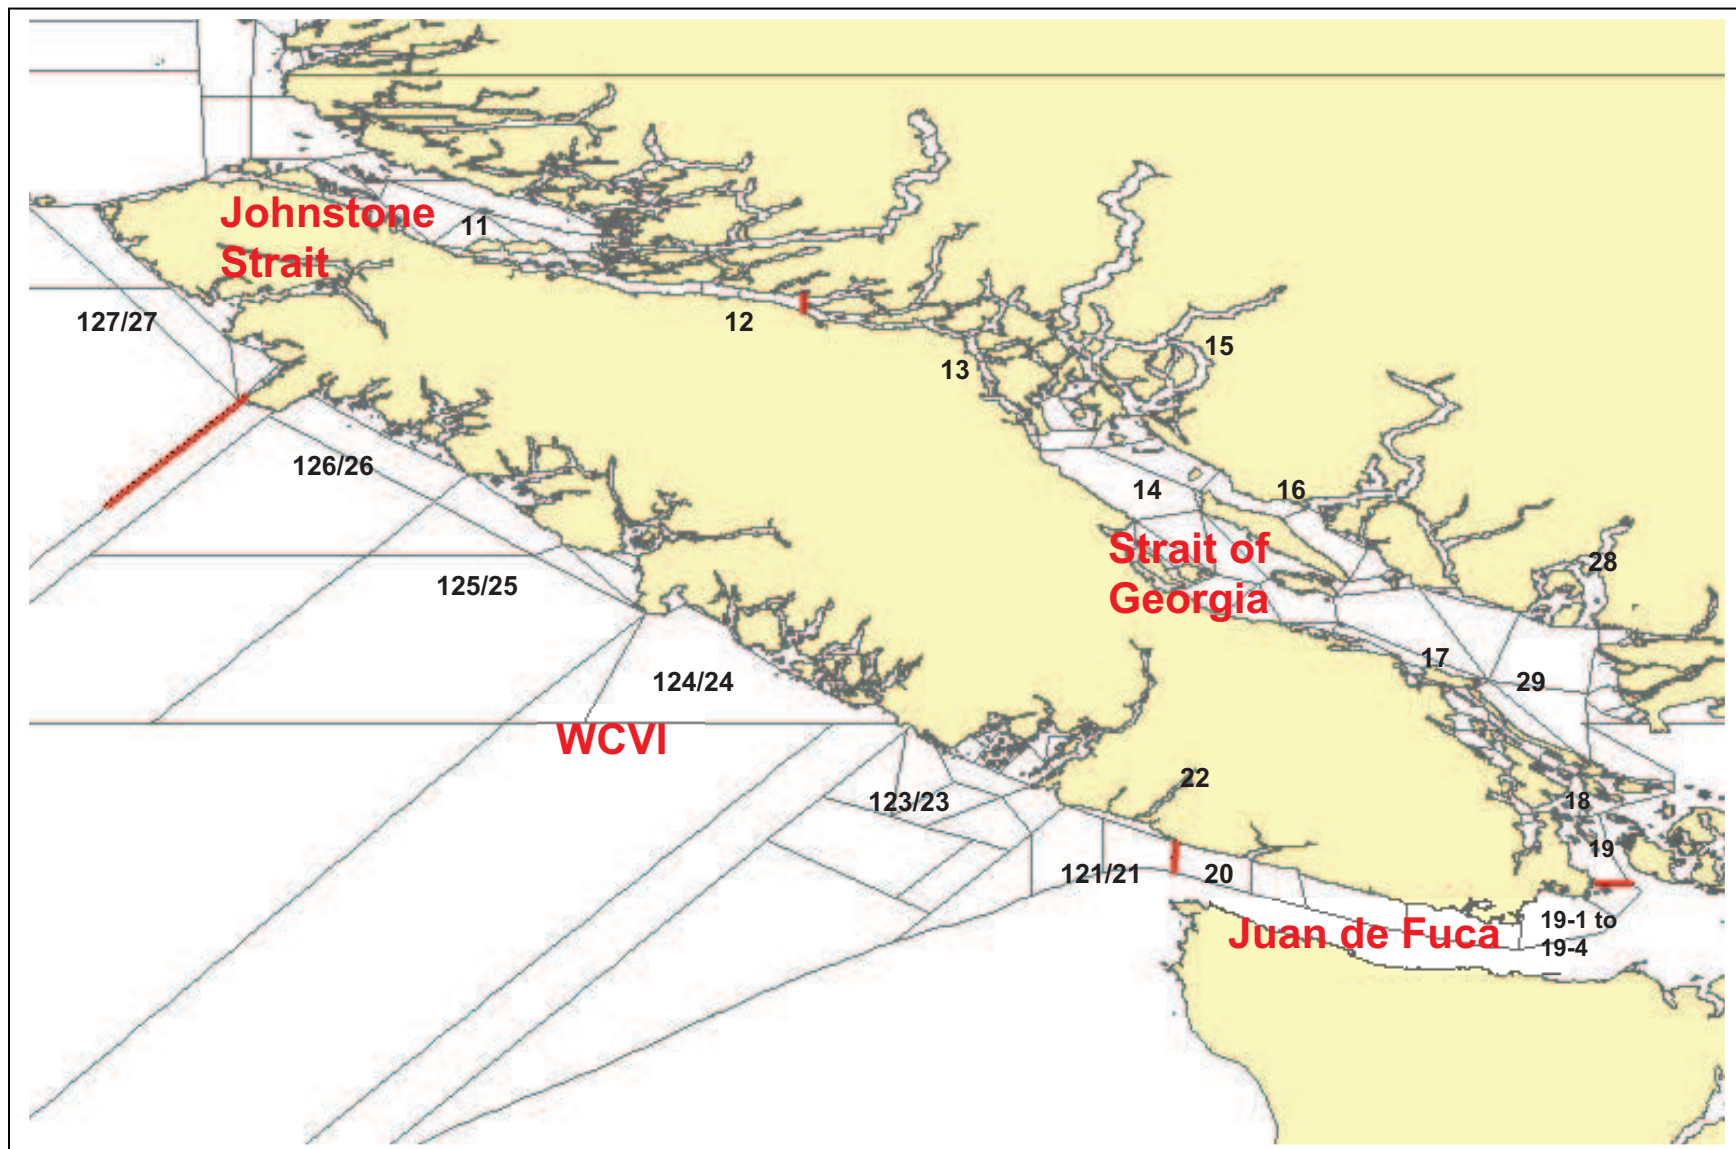 Johnstone
Strait
11
127/27
12
13
15
126/26
14
16
Strait of
Georgia
28
125/25
124/24
17
29
WCVI
22
123/23
18
19
121/21
20
Juan de Fuca
19-1 to
19-4